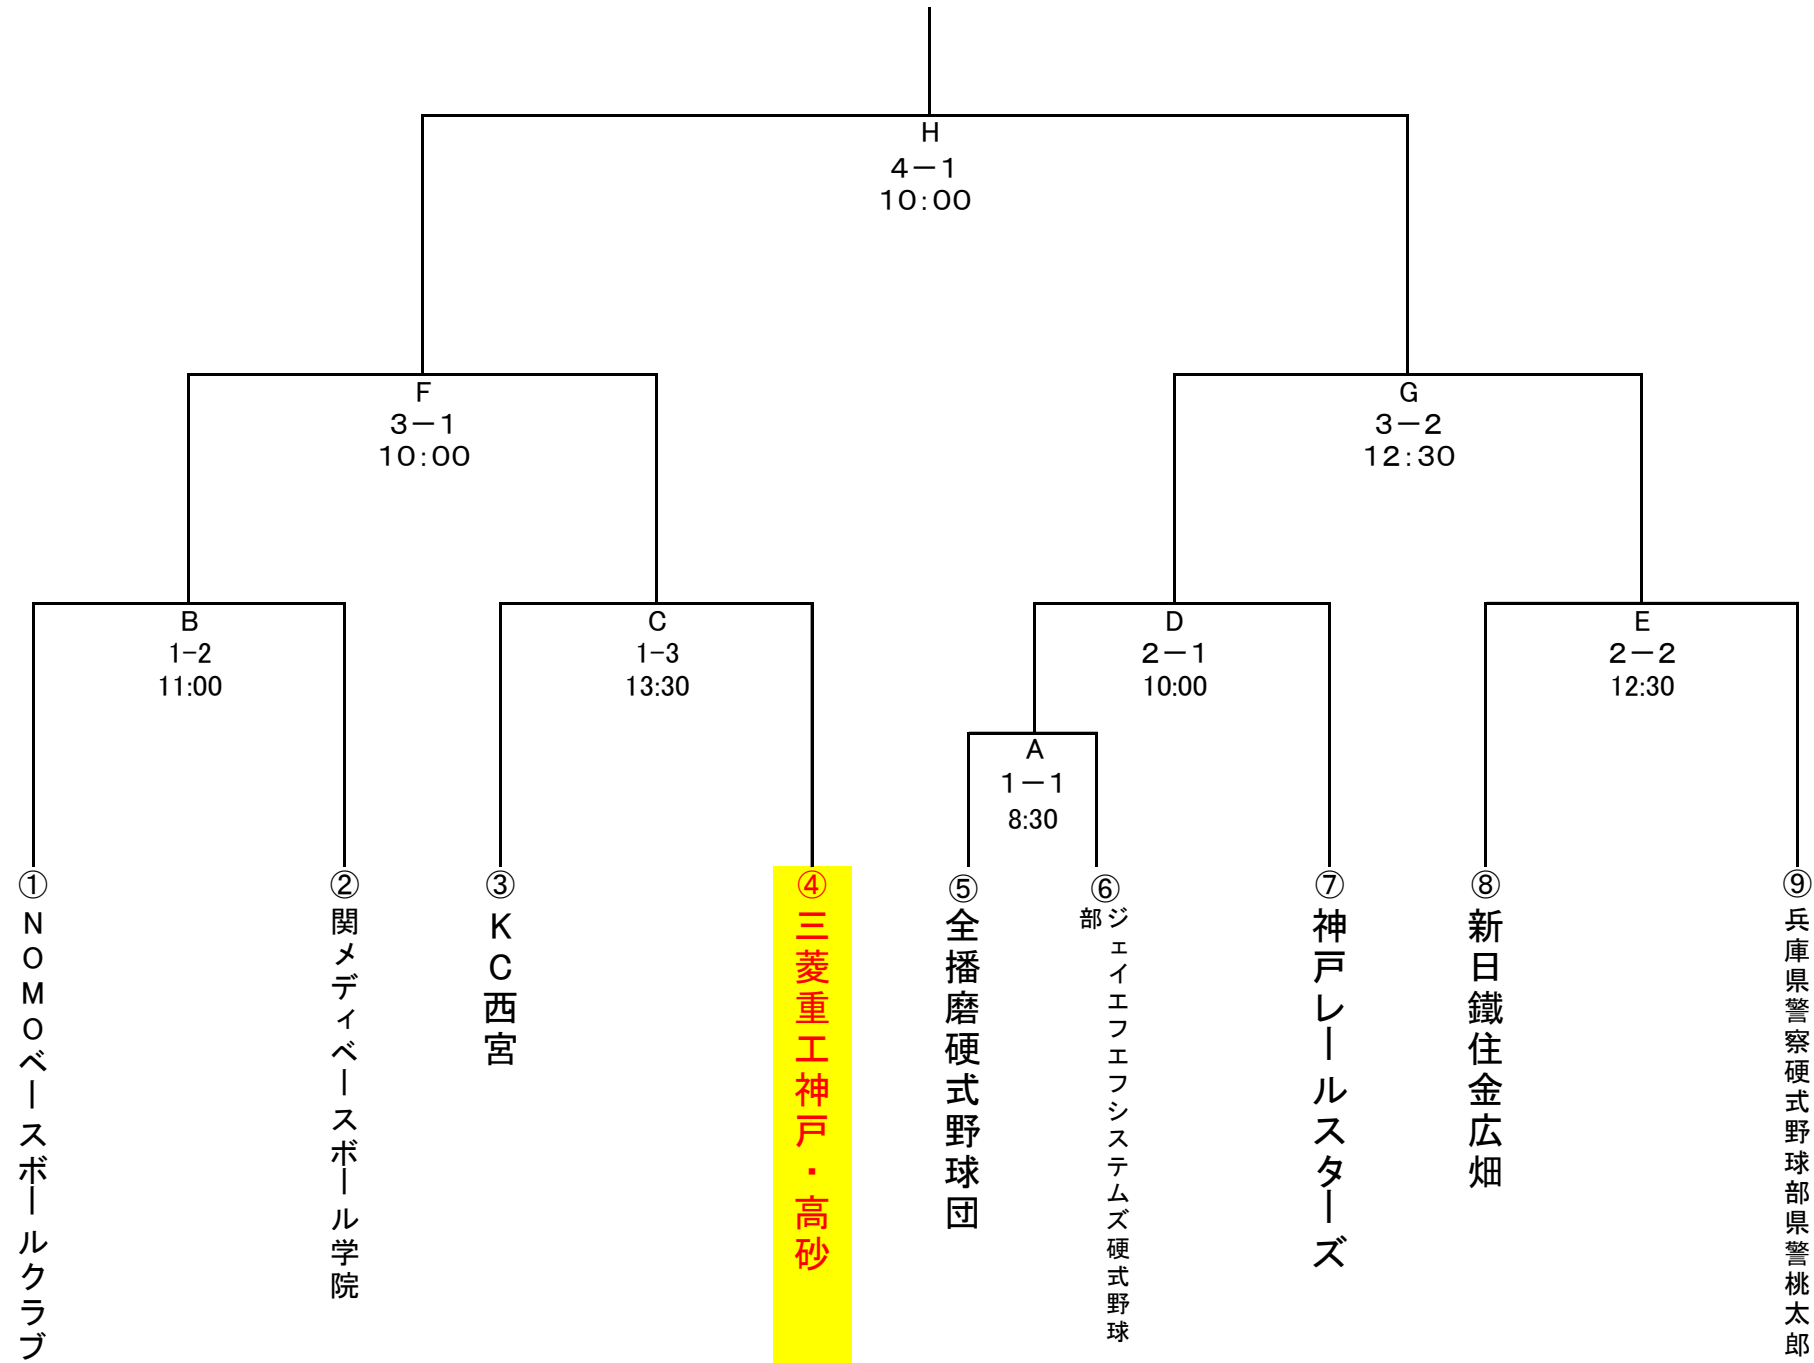 H
4－1
10：00
F
3－1
10：00
G
3－2
12：30
B
1-2
11:00
C
1-3
13:30
D
2－1
10:00
E
2－2
12:30
A
1－1
8:30
①NOMOベースボールクラブ
②関メディベースボール学院
③KC西宮
④三菱重工神戸・高砂
⑤全播磨硬式野球団
⑥ジェイエフエフシステムズ硬式野球
部
⑦神戸レールスターズ
⑧新日鐵住金広畑
⑨兵庫県警察硬式野球部県警桃太郎